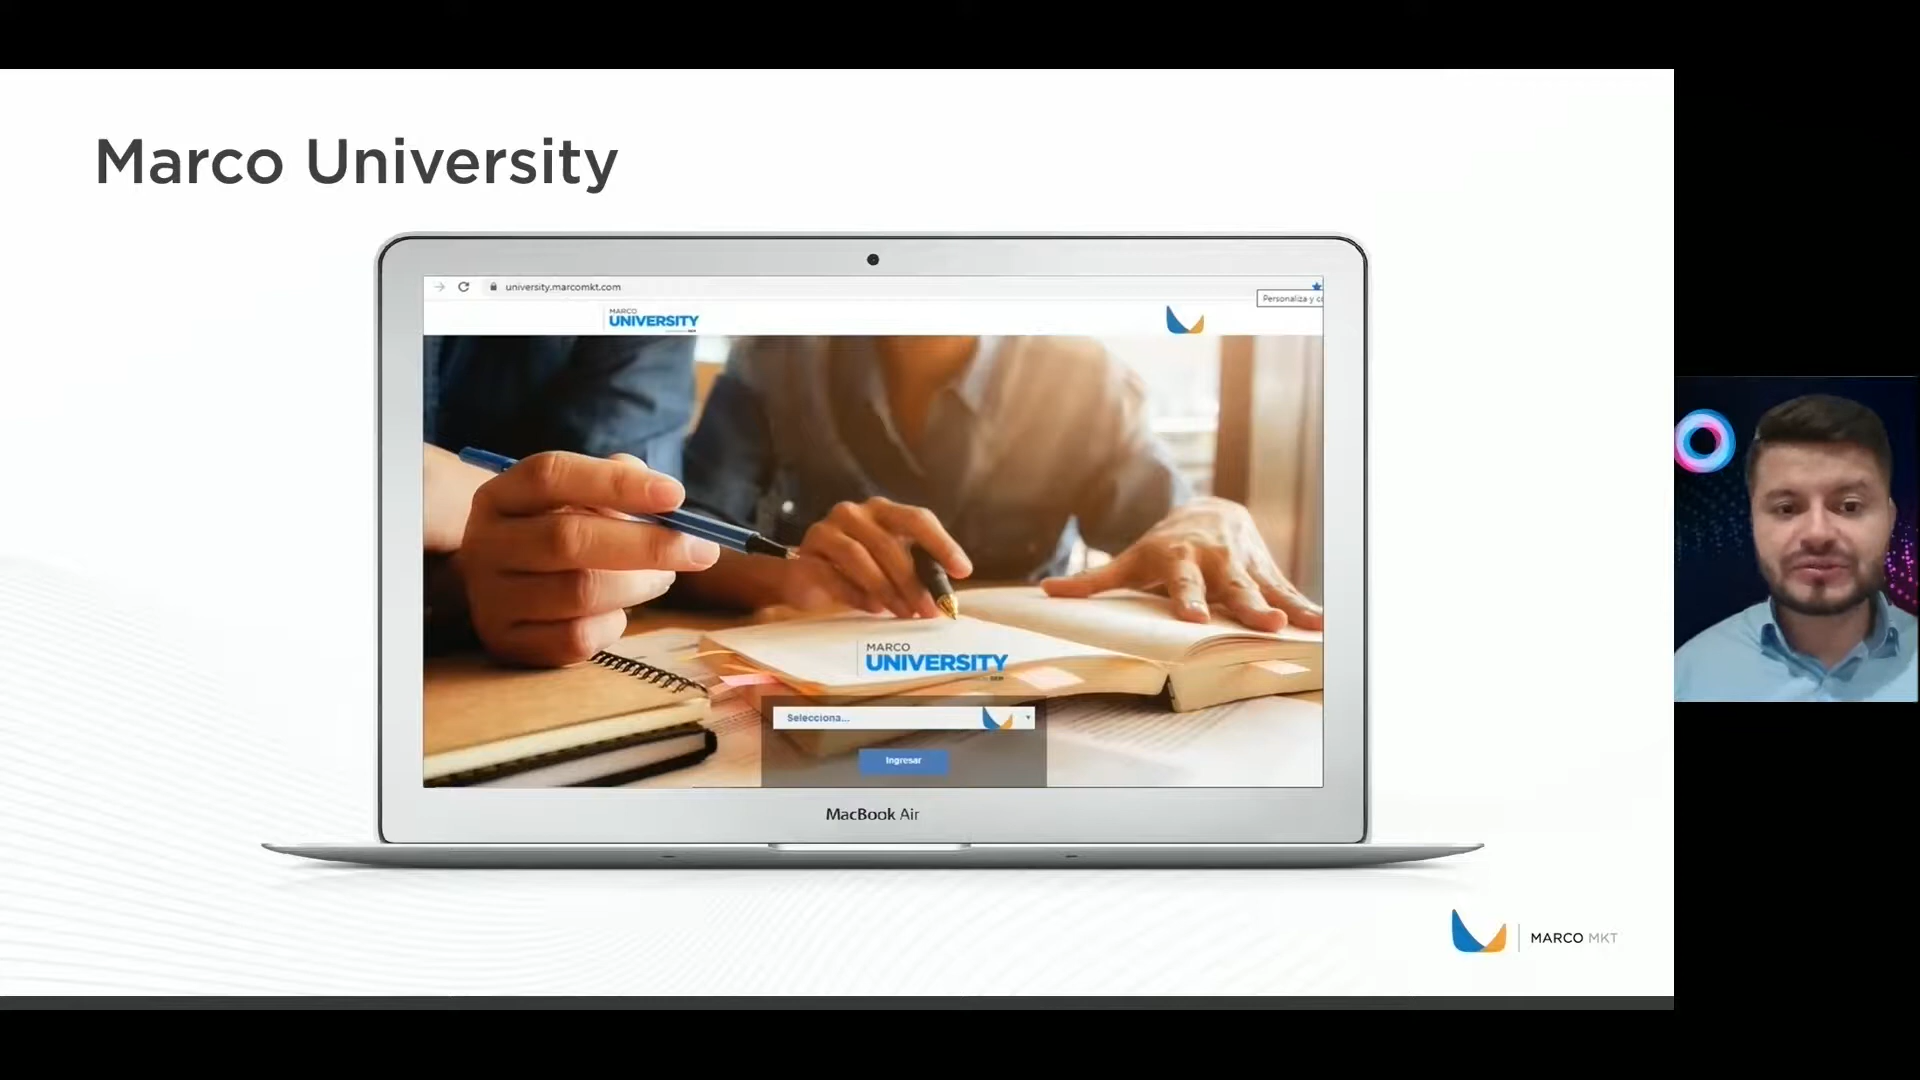 Marco University
university.marcomkt.com
Personaliza y c
MARCO
UNIVERSITY
MARCO
UNIVERSITY
Selecciona...
Ingresar
MacBook Air
MARCO MKT